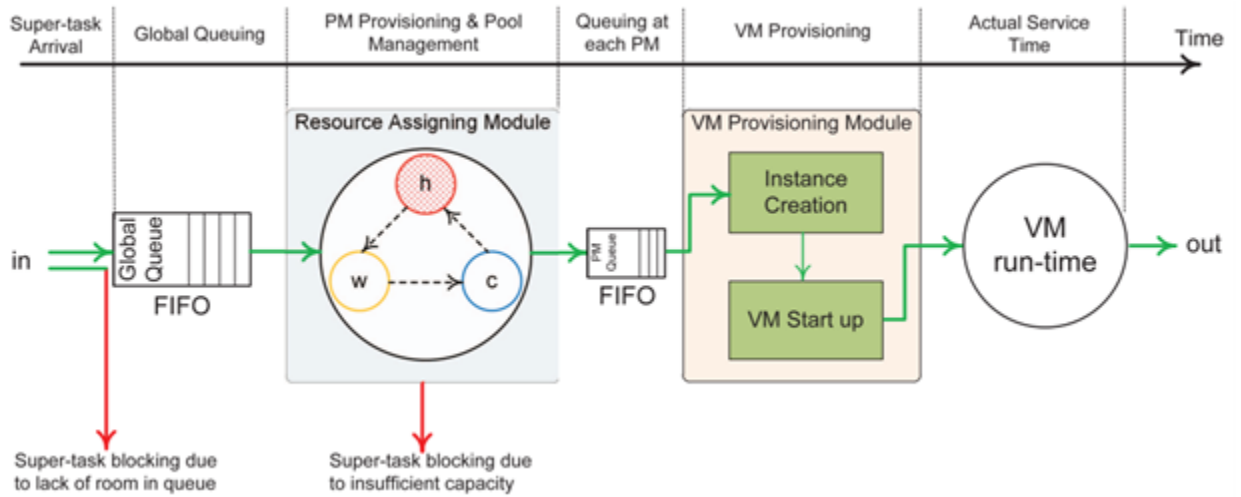 Super-task
Arrival
Global Queuing
PM Provisioning & Pool
Management
Queuing at
each PM
VM Provisioning
Actual Service
Time
Time
Resource Assigning Module
VM Provisioning Module
h
w
c
in
Global
Queue
FIFO
PM
Queue
FIFO
Instance
Creation
VM Start up
VM
run-time
out
Super-task blocking due
to lack of room in queue
Super-task blocking due
to insufficient capacity